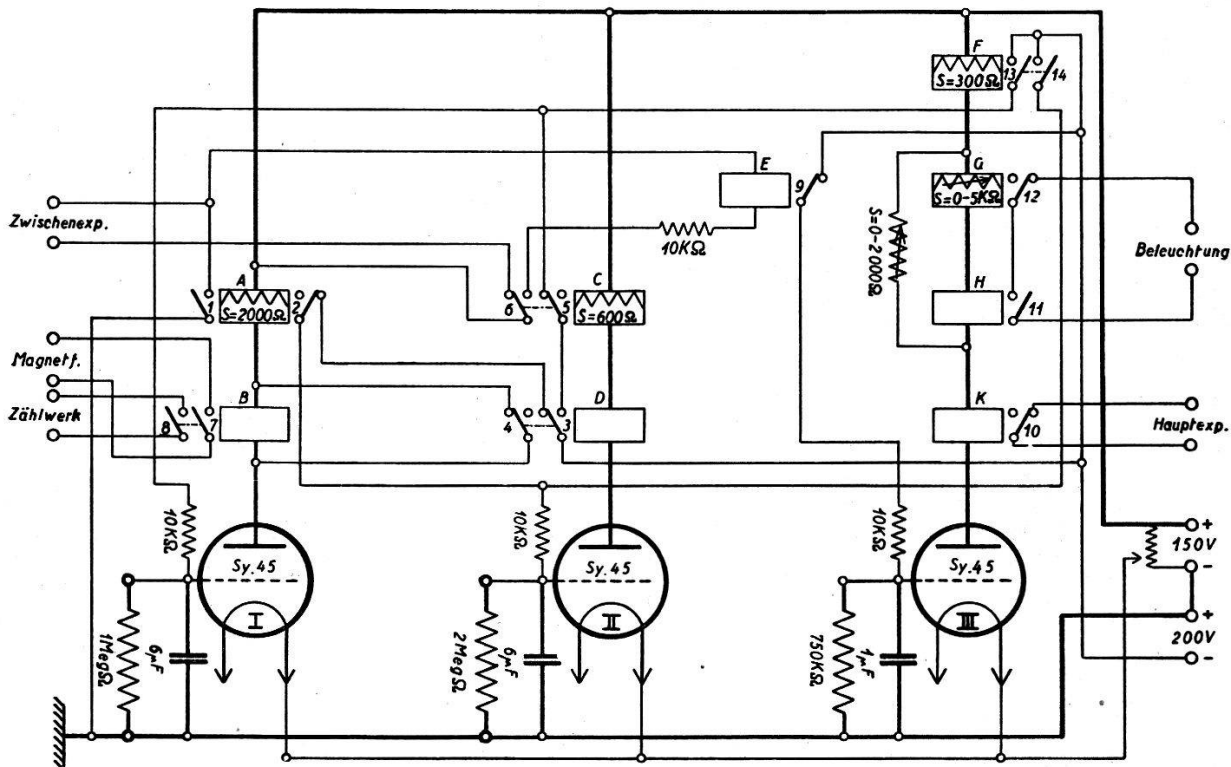 F
S=300Ω
13
14
E
9
G
S=0-5KΩ
12
Zwischenexp.
10KΩ
S=0-2000Ω
Beleuchtung
A
S=2000Ω
1
2
6
5
C
S=600Ω
H
11
Magnetf.
Zählwerk
8
7
B
4
3
D
K
10
Hauptexp.
10KΩ
Sy.45
I
1MegΩ
6µF
10KΩ
Sy.45
II
2MegΩ
6µF
10KΩ
Sy.45
III
750KΩ
1µF
+
150V
-
+
200V
-